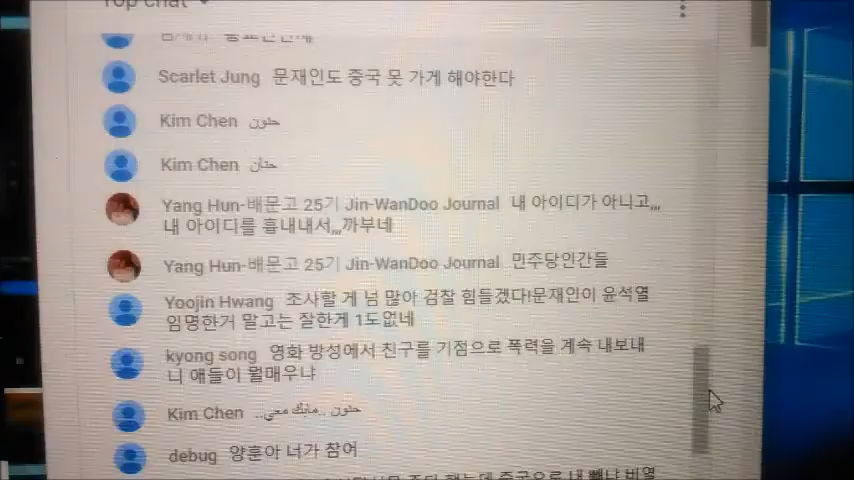 Top chat
Scarlet Jung 문재인도 중국 못 가게 해야한다
Kim Chen حنون
Kim Chen حنان
Yang Hun-배문고 25기 Jin-WanDoo Journal 내 아이디가 아니고,,,
내 아이디를 흡내내서,,,까부네
Yang Hun-배문고 25기 Jin-WanDoo Journal 민주당인간들
Yoojin Hwang 조사할 게 넘 많아 검찰 힘들겠다!문재인이 윤석열
임명한거 말고는 잘한게 1도없네
kyong song 영화 방성에서 친구를 기점으로 폭력을 계속 내보내
니 애들이 뭘매우냐
Kim Chen حنون ..مابك معي..
debug 양훈아 너가 참어